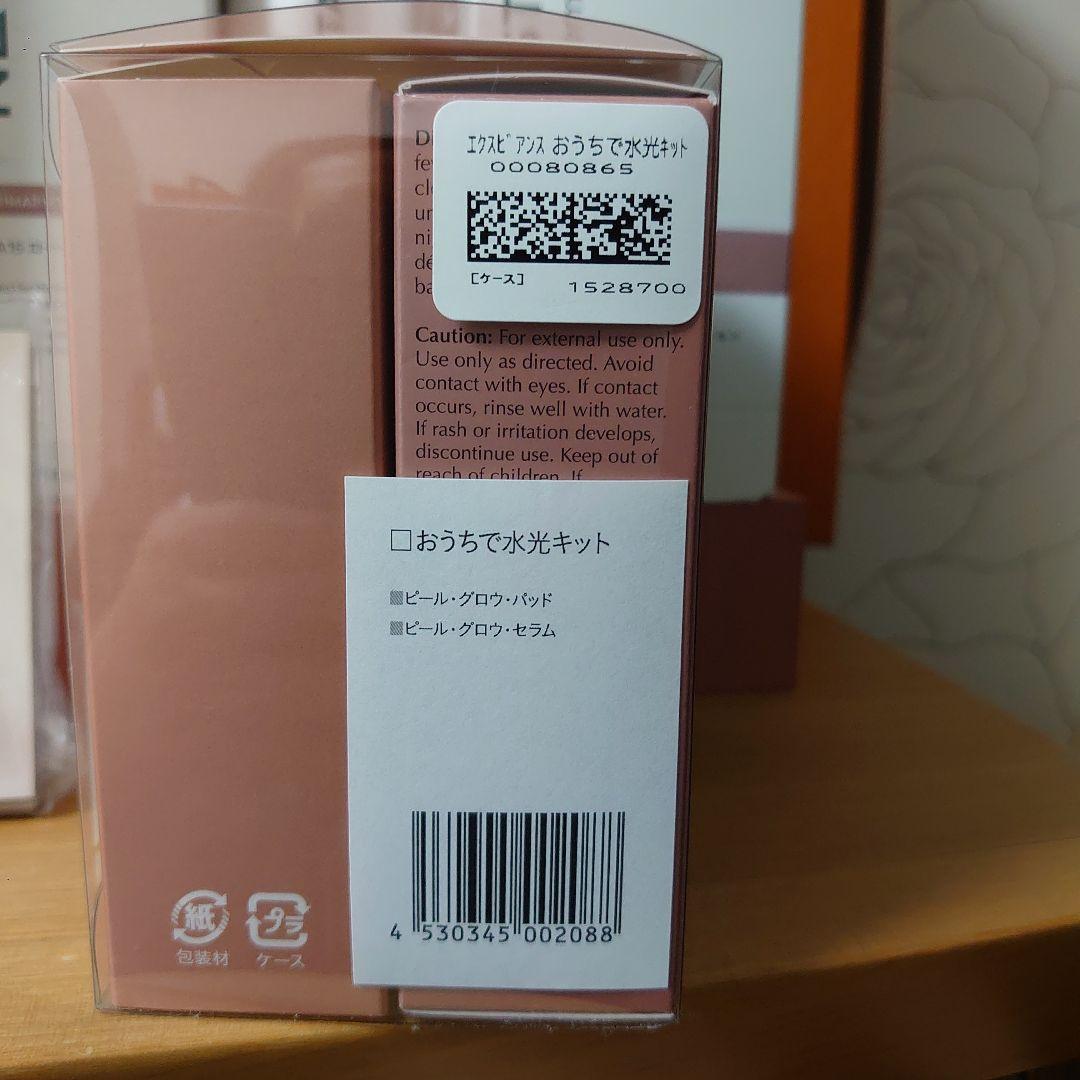 エクスビアンス おうちで水光キット
00080865
[ケース]
1528700
Caution: For external use only.
Use only as directed. Avoid
contact with eyes. If contact
occurs, rinse well with water.
If rash or irritation develops,
discontinue use. Keep out of
reach of children. If
□おうちで水光キット
■ピール・グロウ・パッド
■ピール・グロウ・セラム
4 530345 002088
紙 プラ
包装材 ケース